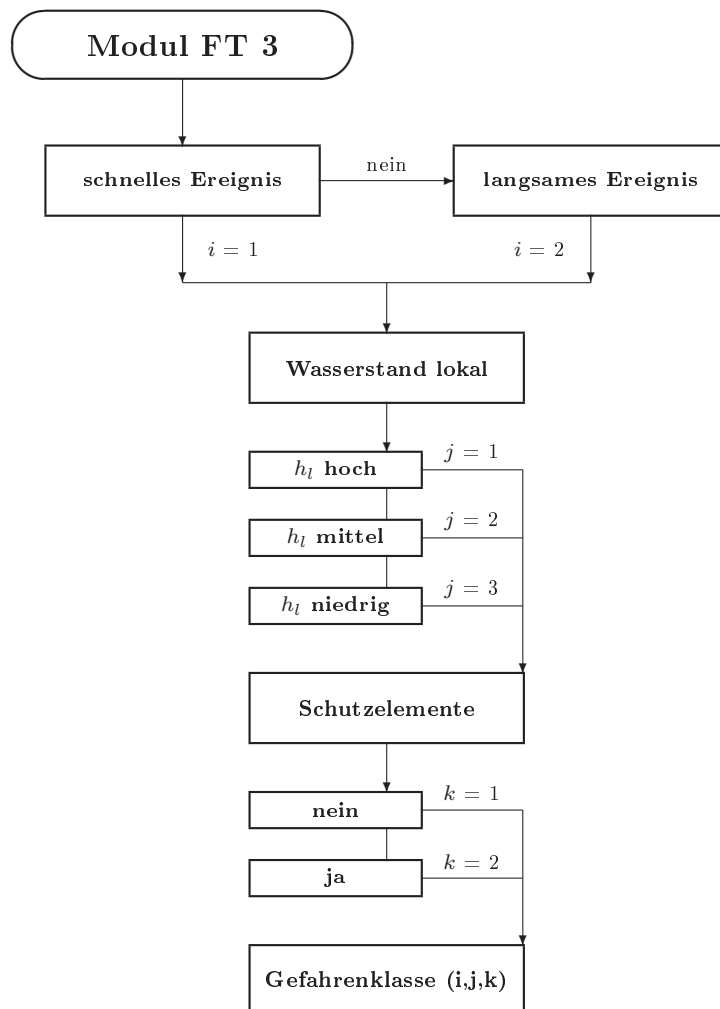 Modul FT 3
schnelles Ereignis
nein
langsames Ereignis
i = 1
i = 2
Wasserstand lokal
h_l hoch
j = 1
h_l mittel
j = 2
h_l niedrig
j = 3
Schutzelemente
nein
k = 1
ja
k = 2
Gefahrenklasse (i,j,k)